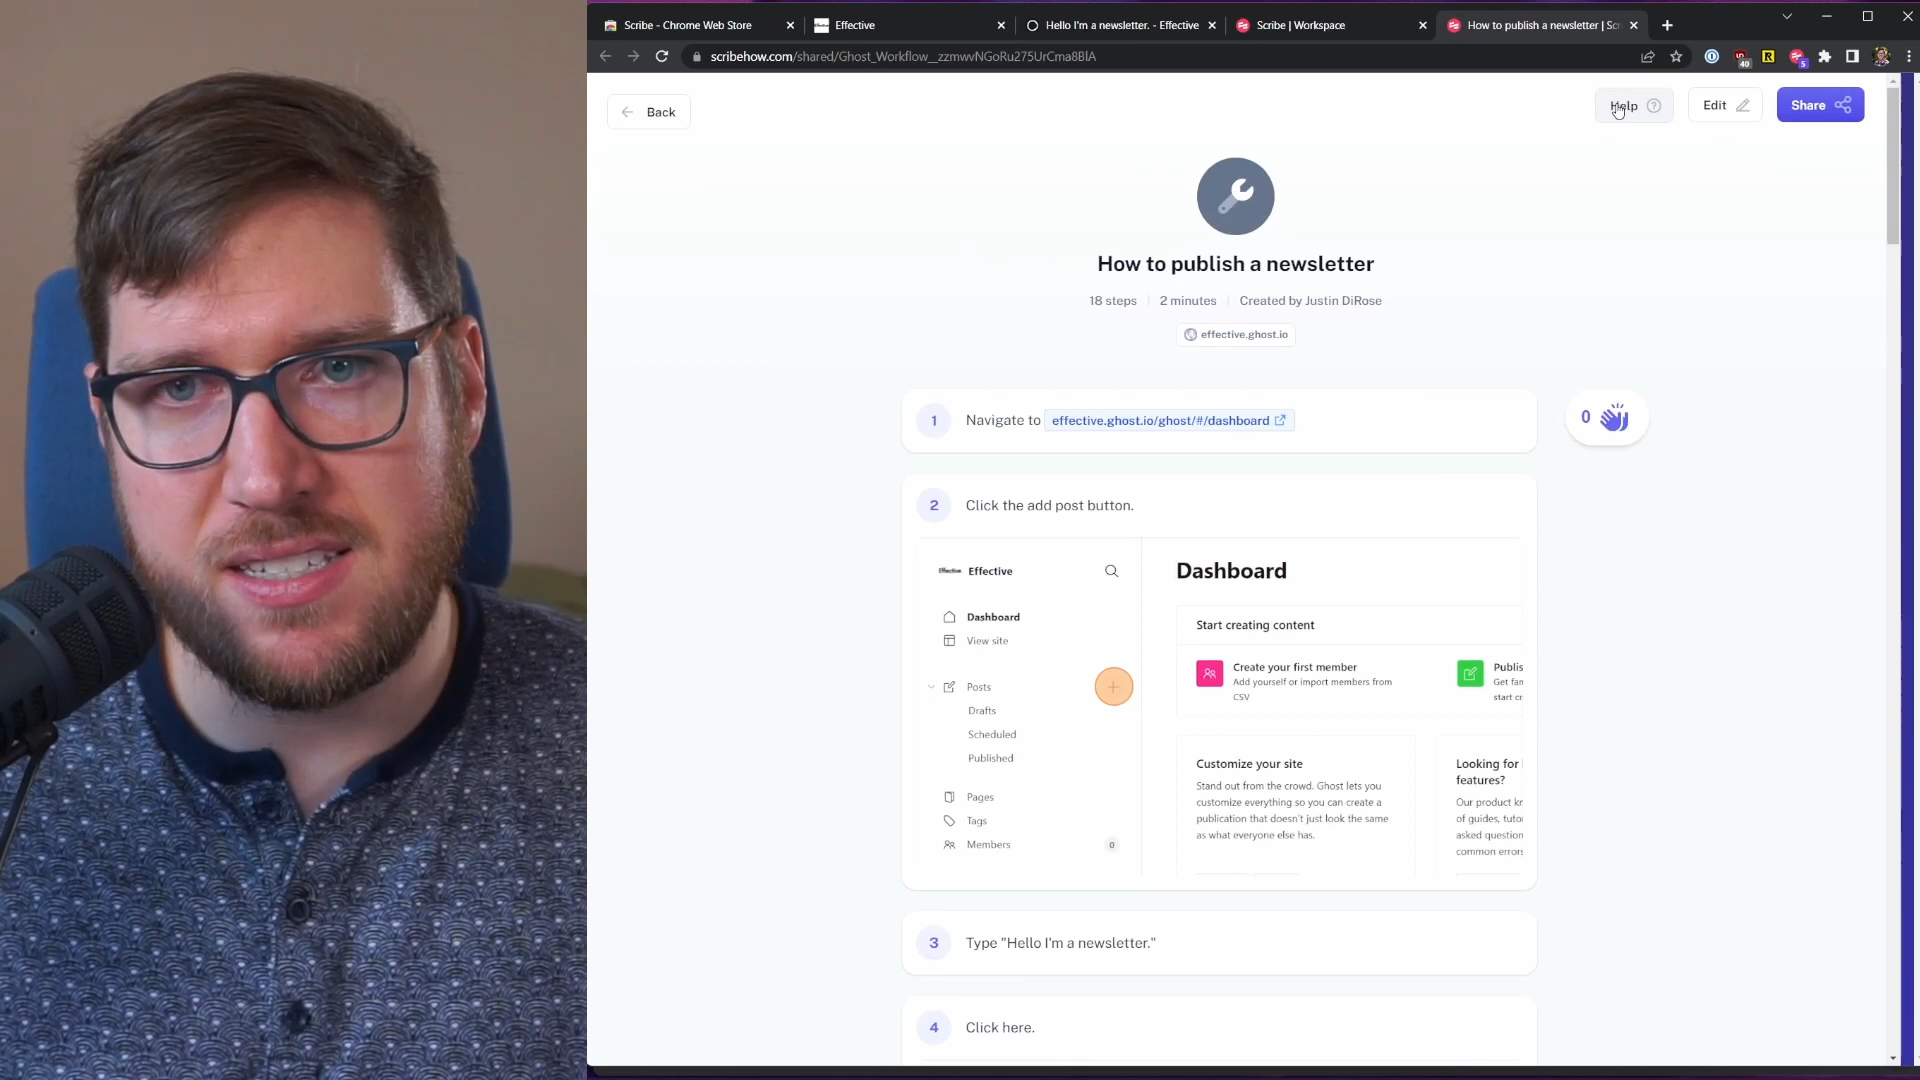 Scribe - Chrome Web Store
Effective
Hello I'm a newsletter. - Effective
Scribe | Workspace
How to publish a newsletter | Sc
scribehow.com/shared/Ghost_Workflow__zzmwvNGoRu275UrCma8BlA
40
5
Back
Help
Edit
Share
How to publish a newsletter
18 steps
2 minutes
Created by Justin DiRose
effective.ghost.io
1
Navigate to effective.ghost.io/ghost/#/dashboard
0
2
Click the add post button.
Effective
Dashboard
View site
Posts
Drafts
Scheduled
Published
Pages
Tags
Members
0
Dashboard
Start creating content
Create your first member
Add yourself or import members from
CSV
Publis
Get fan
start cr
Customize your site
Stand out from the crowd. Ghost lets you
customize everything so you can create a
publication that doesn't just look the same
as what everyone else has.
Looking for
features?
Our product kr
of guides, tuto
asked question
common errors
3
Type "Hello I'm a newsletter."
4
Click here.